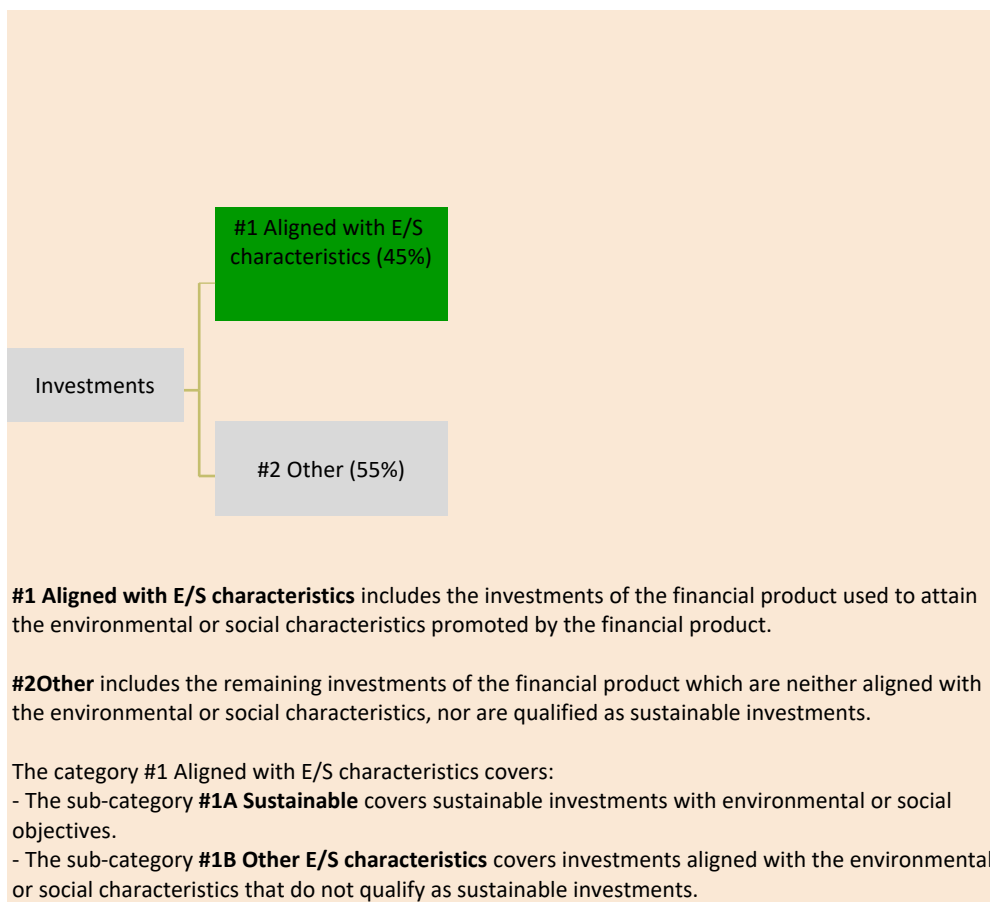 #1 Aligned with E/S
characteristics (45%)
Investments
#2 Other (55%)
#1 Aligned with E/S characteristics includes the investments of the financial product used to attain
the environmental or social characteristics promoted by the financial product.
#2Other includes the remaining investments of the financial product which are neither aligned with
the environmental or social characteristics, nor are qualified as sustainable investments.
The category #1 Aligned with E/S characteristics covers:
- The sub-category #1A Sustainable covers sustainable investments with environmental or social
objectives.
- The sub-category #1B Other E/S characteristics covers investments aligned with the environmental
or social characteristics that do not qualify as sustainable investments.